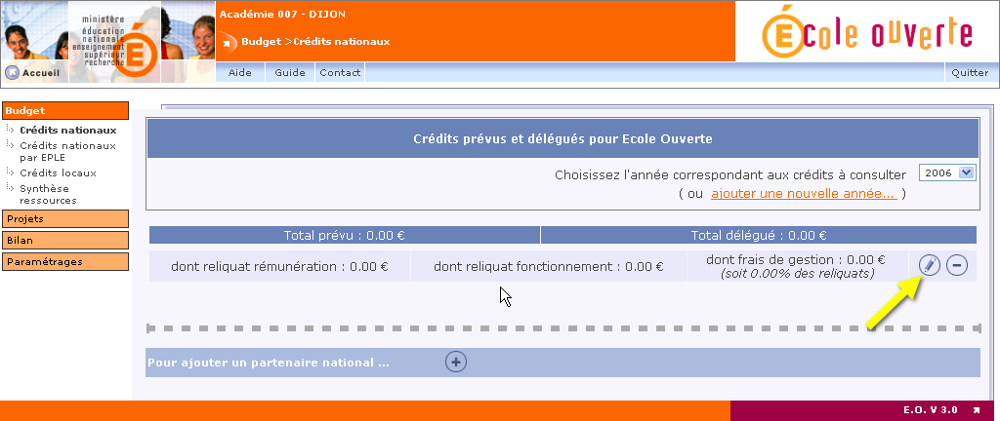 ministère
éducation
nationale
enseignement
supérieur
recherche
Accueil
Académie 007 - DIJON
Budget >Crédits nationaux
École ouverte
Aide
Guide
Contact
Quitter
Budget
Crédits nationaux
Crédits nationaux
par EPLE
Crédits locaux
Synthèse
ressources
Projets
Bilan
Paramétrages
Crédits prévus et délégués pour Ecole Ouverte
Choisissez l'année correspondant aux crédits à consulter
2006
( ou ajouter une nouvelle année... )
Total prévu : 0.00 €
Total délégué : 0.00 €
dont reliquat rémunération : 0.00 €
dont reliquat fonctionnement : 0.00 €
dont frais de gestion : 0.00 €
(soit 0.00% des reliquats)
Pour ajouter un partenaire national ...
E.O. V 3.0